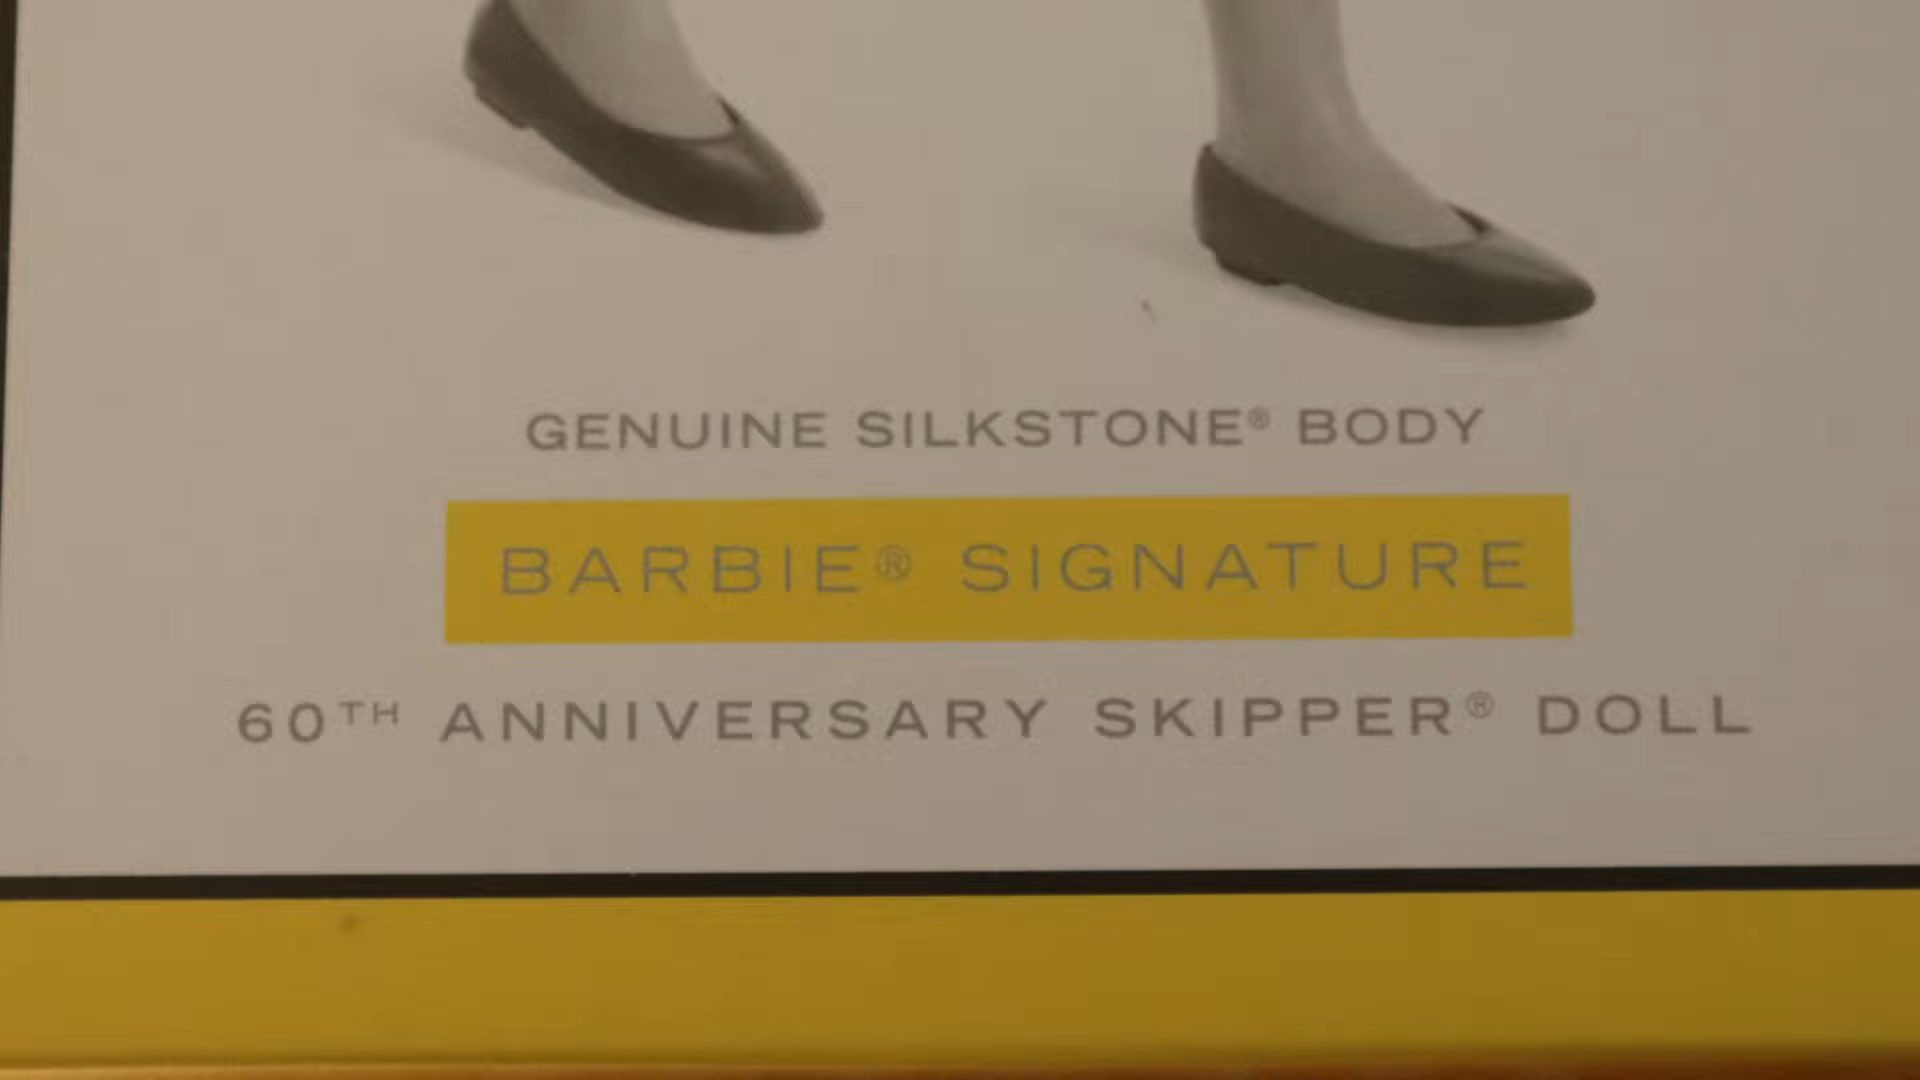 GENUINE SILKSTONE® BODY
BARBIE® SIGNATURE
60TH ANNIVERSARY SKIPPER® DOLL